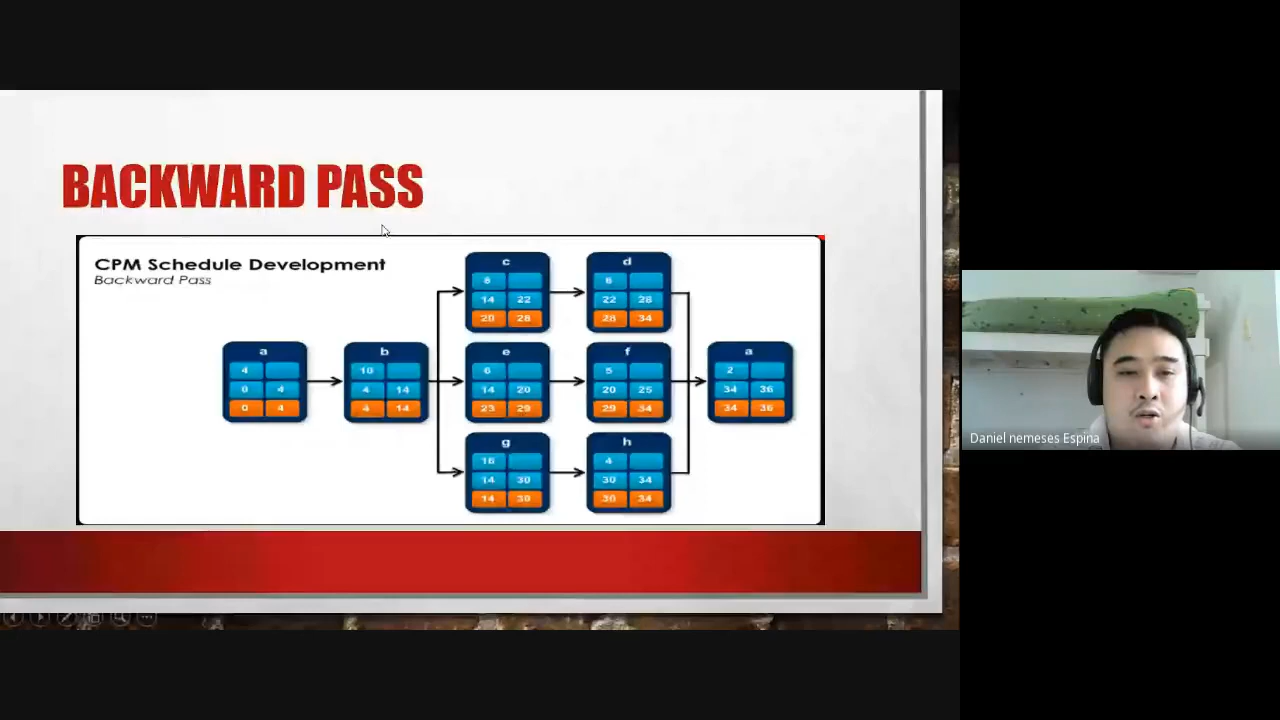 BACKWARD PASS
CPM Schedule Development
Backward Pass
a
4
0 4
0 4
b
10
4 14
4 14
c
8
14 22
20 28
d
6
22 28
28 34
e
6
14 20
23 29
f
5
20 25
29 34
g
16
14 30
14 30
h
4
30 34
30 34
a
2
34 36
34 36
Daniel nemeses Espina